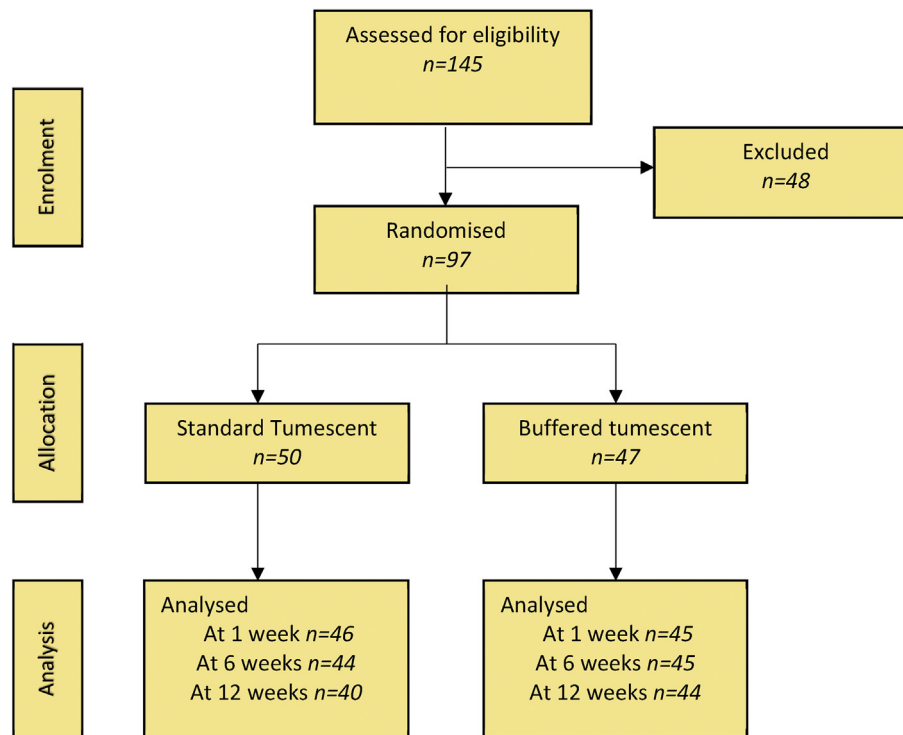 Assessed for eligibility
n=145
Enrolment
Excluded
n=48
Randomised
n=97
Allocation
Standard Tumescent
n=50
Buffered tumescent
n=47
Analysis
Analysed
At 1 week n=46
At 6 weeks n=44
At 12 weeks n=40
Analysed
At 1 week n=45
At 6 weeks n=45
At 12 weeks n=44